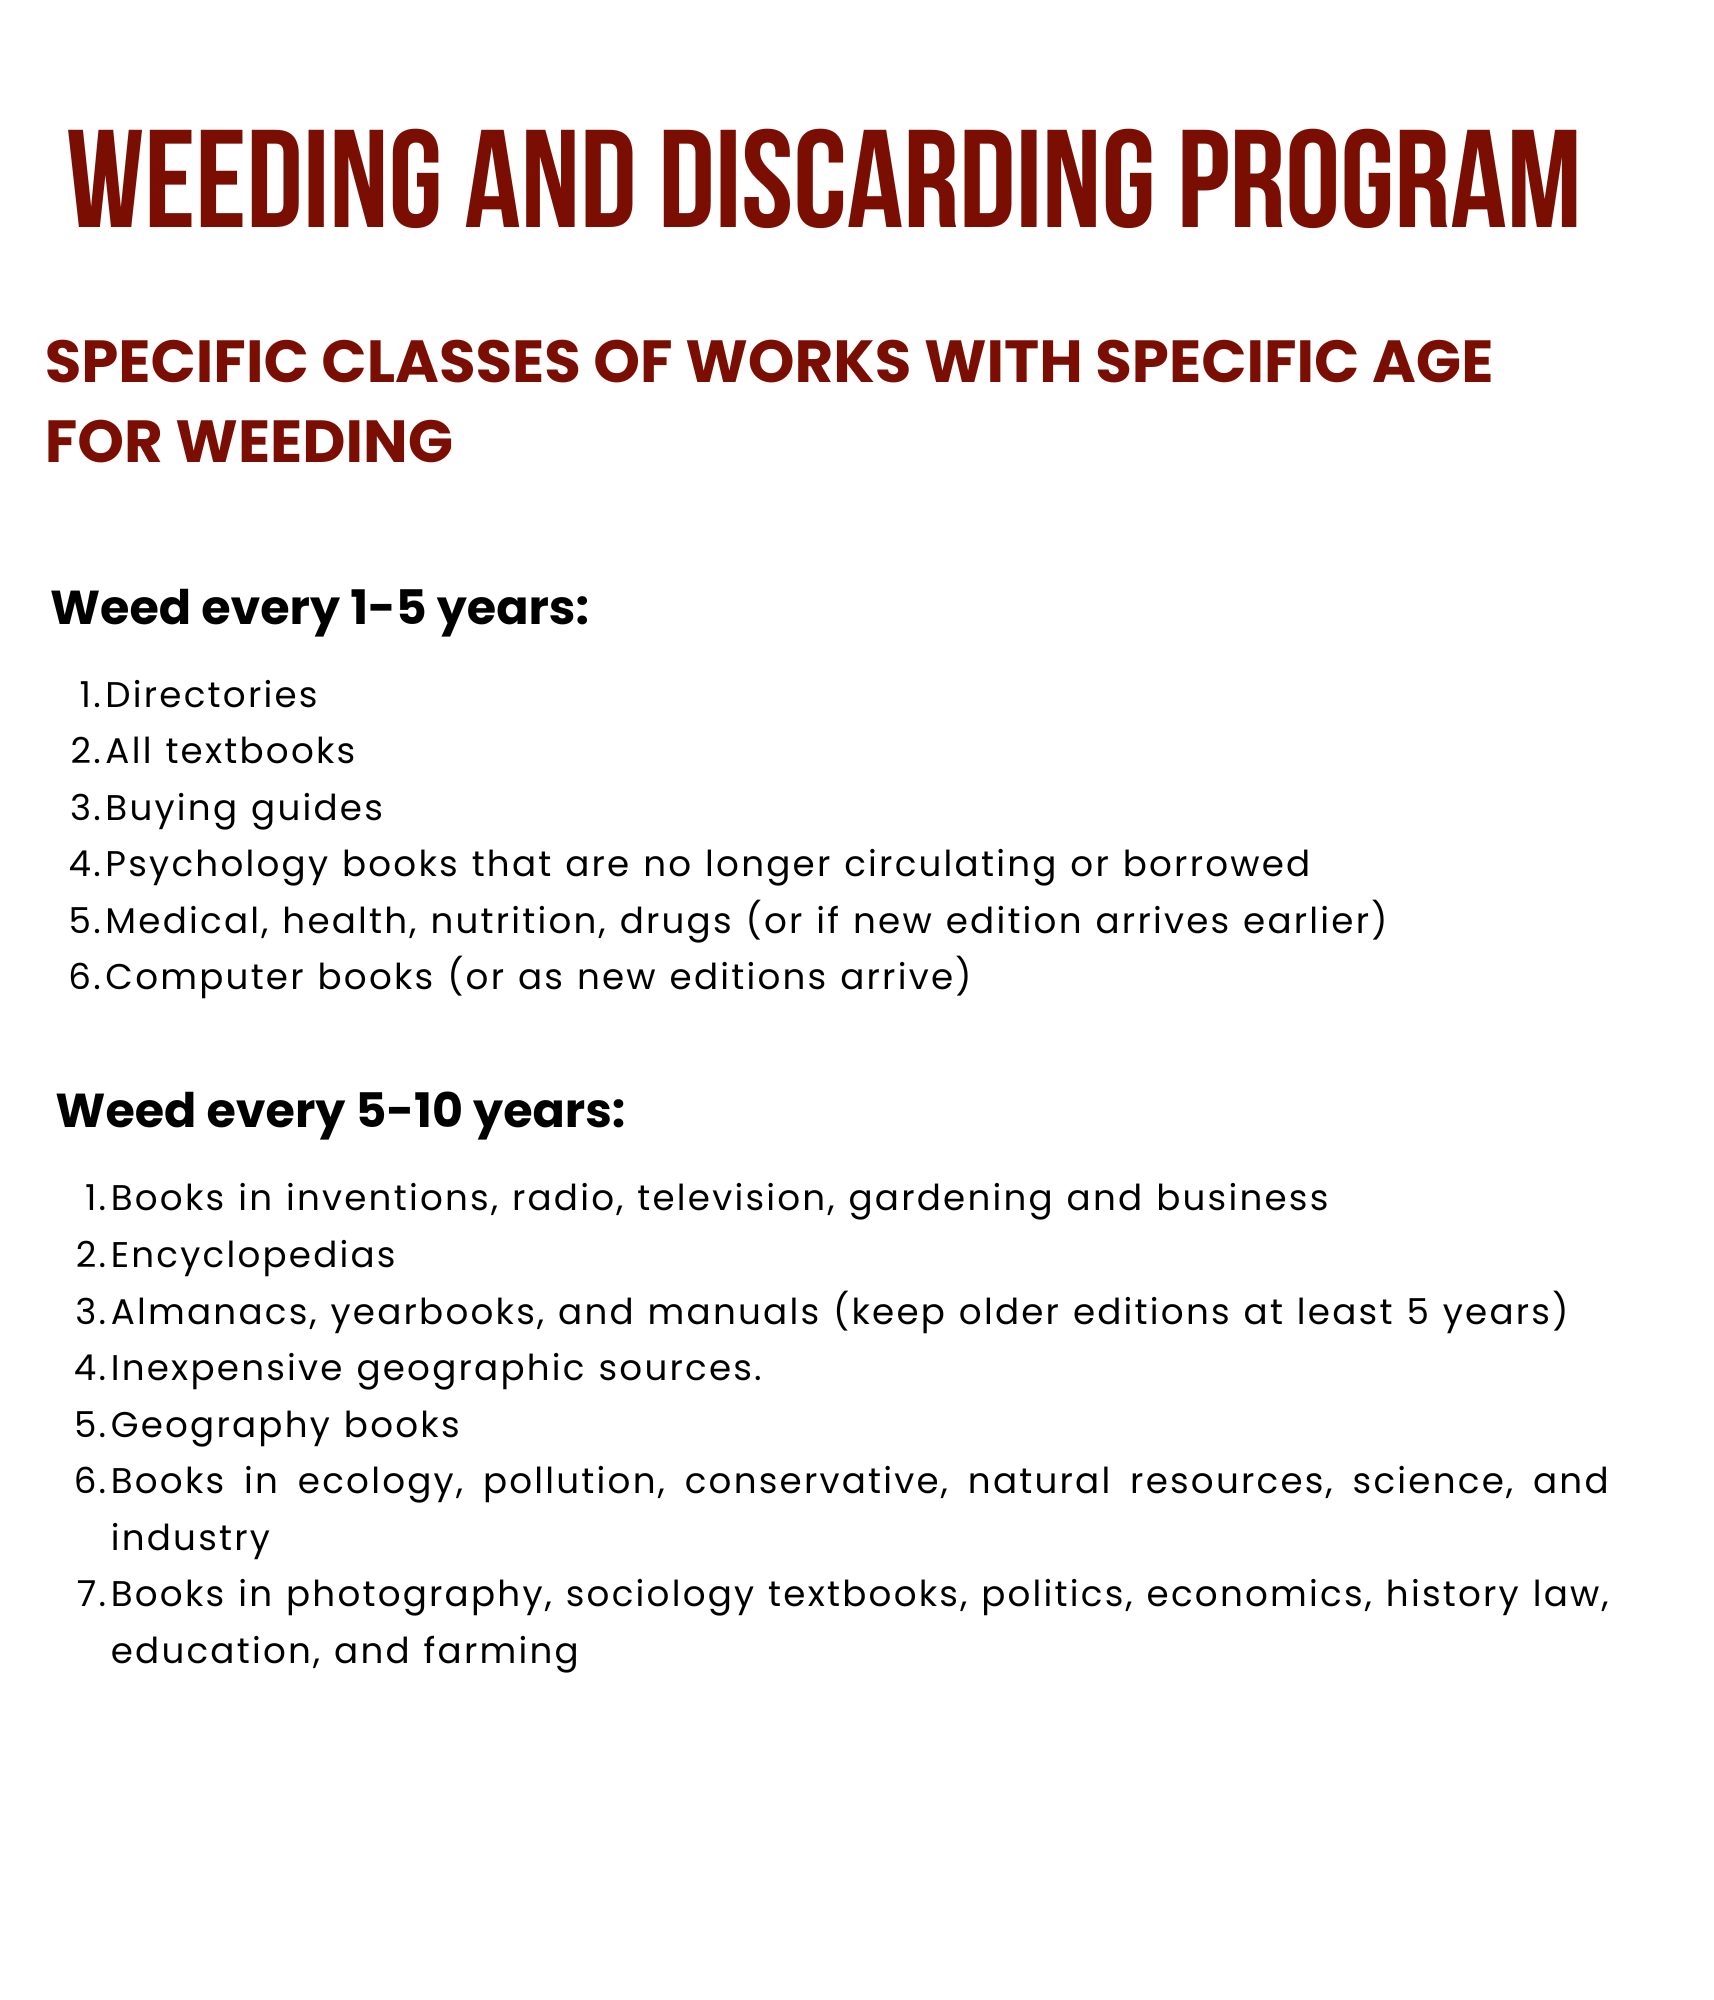 WEEDING AND DISCARDING PROGRAM
SPECIFIC CLASSES OF WORKS WITH SPECIFIC AGE
FOR WEEDING
Weed every 1-5 years:
1. Directories
2. All textbooks
3. Buying guides
4. Psychology books that are no longer circulating or borrowed
5. Medical, health, nutrition, drugs (or if new edition arrives earlier)
6. Computer books (or as new editions arrive)
Weed every 5-10 years:
1. Books in inventions, radio, television, gardening and business
2. Encyclopedias
3. Almanacs, yearbooks, and manuals (keep older editions at least 5 years)
4. Inexpensive geographic sources.
5. Geography books
6. Books in ecology, pollution, conservative, natural resources, science, and
industry
7. Books in photography, sociology textbooks, politics, economics, history law,
education, and farming